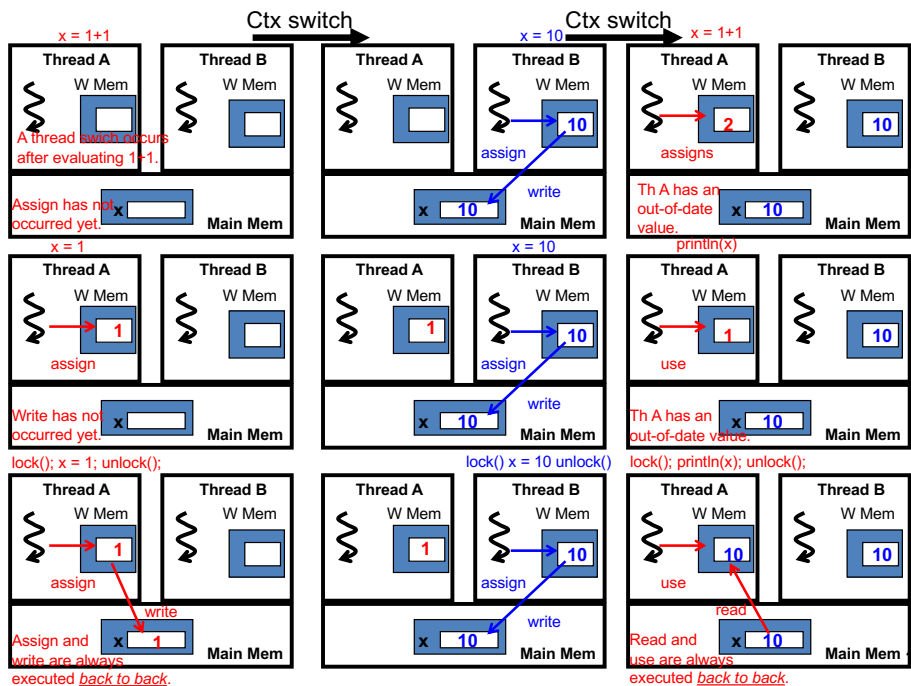 Ctx switch
Ctx switch
x = 1+1
x = 10
x = 1+1
Thread A
Thread B
Thread A
Thread B
Thread A
Thread B
W Mem
W Mem
W Mem
W Mem
W Mem
W Mem
10
2
10
A thread swich occurs
after evaluating 1+1.
assign
assigns
write
Assign has not
occurred yet.
x
Main Mem
x
10
Main Mem
Th A has an
out-of-date
value.
x
10
Main Mem
x = 1
x = 10
println(x)
Thread A
Thread B
Thread A
Thread B
Thread A
Thread B
W Mem
W Mem
W Mem
W Mem
W Mem
W Mem
1
1
10
1
10
assign
assign
use
write
Write has not
occurred yet.
x
Main Mem
x
10
Main Mem
Th A has an
out-of-date value.
x
10
Main Mem
lock(); x = 1; unlock();
lock() x = 10 unlock()
lock(); println(x); unlock();
Thread A
Thread B
Thread A
Thread B
Thread A
Thread B
W Mem
W Mem
W Mem
W Mem
W Mem
W Mem
1
1
10
10
10
assign
assign
use
write
write
read
x
1
Main Mem
x
10
Main Mem
x
10
Main Mem
Assign and
write are always
executed back to back.
Read and
use are always
executed back to back.